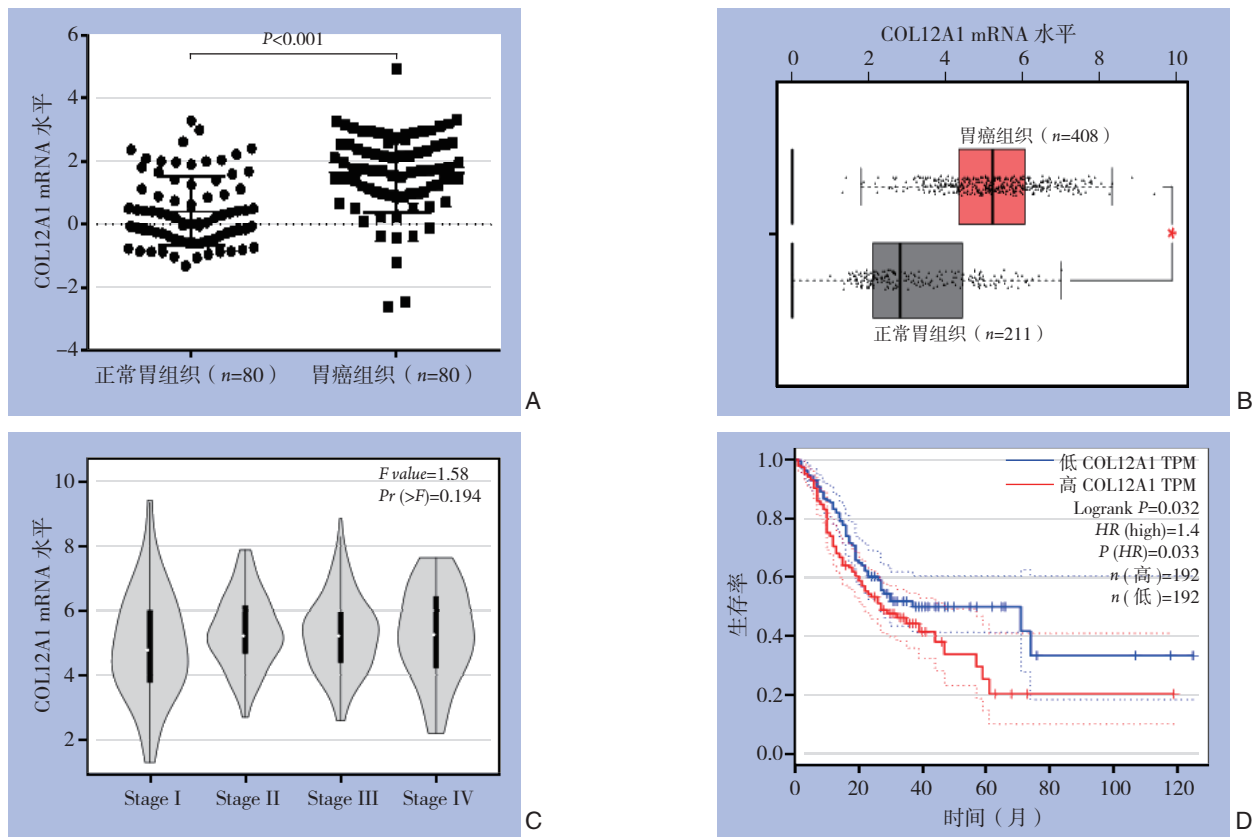 P<0.001
COL12A1 mRNA 水平
6
4
2
0
−2
−4
正常胃组织（n=80）
胃癌组织（n=80）
A
COL12A1 mRNA 水平
0
2
4
6
8
10
胃癌组织（n=408）
*
正常胃组织（n=211）
B
F value=1.58
Pr (>F)=0.194
COL12A1 mRNA 水平
10
8
6
4
2
Stage I
Stage II
Stage III
Stage IV
C
低 COL12A1 TPM
高 COL12A1 TPM
Logrank P=0.032
HR (high)=1.4
P (HR)=0.033
n（高）=192
n（低）=192
生存率
1.0
0.8
0.6
0.4
0.2
0.0
0
20
40
60
80
100
120
时间（月）
D